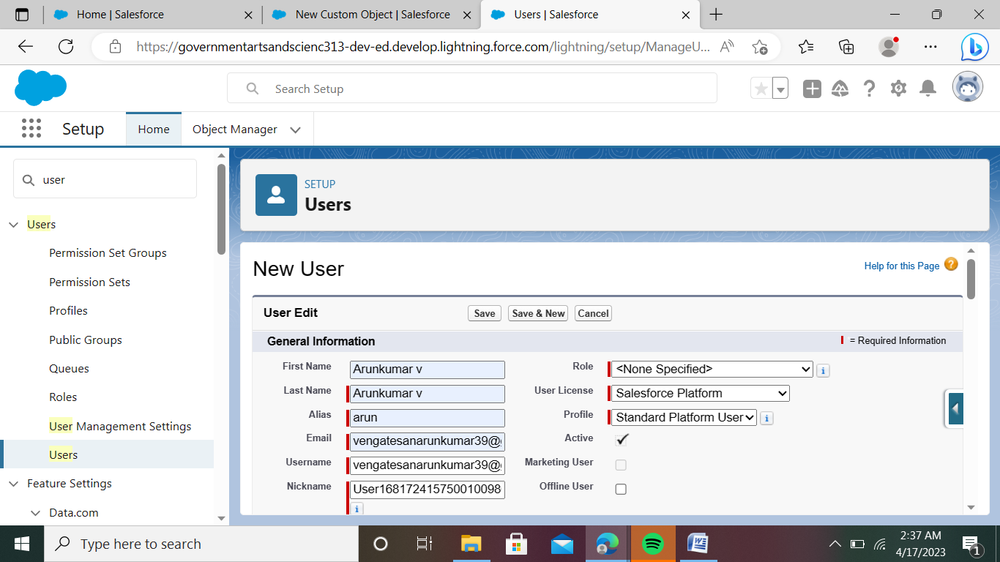 Home | Salesforce
New Custom Object | Salesforce
Users | Salesforce
https://governmentartsandscienc313-dev-ed.develop.lightning.force.com/lightning/setup/ManageU...
Search Setup
Setup
Home
Object Manager
user
Users
Permission Set Groups
Permission Sets
Profiles
Public Groups
Queues
Roles
User Management Settings
Users
Feature Settings
Data.com
SETUP
Users
New User
Help for this Page
User Edit
Save
Save & New
Cancel
General Information
= Required Information
First Name
Arunkumar v
Role
<None Specified>
Last Name
Arunkumar v
User License
Salesforce Platform
Alias
arun
Profile
Standard Platform User
Email
vengatesanarunkumar39@
Active
Username
vengatesanarunkumar39@
Marketing User
Nickname
User168172415750010098
Offline User
Type here to search
2:37 AM
4/17/2023
1